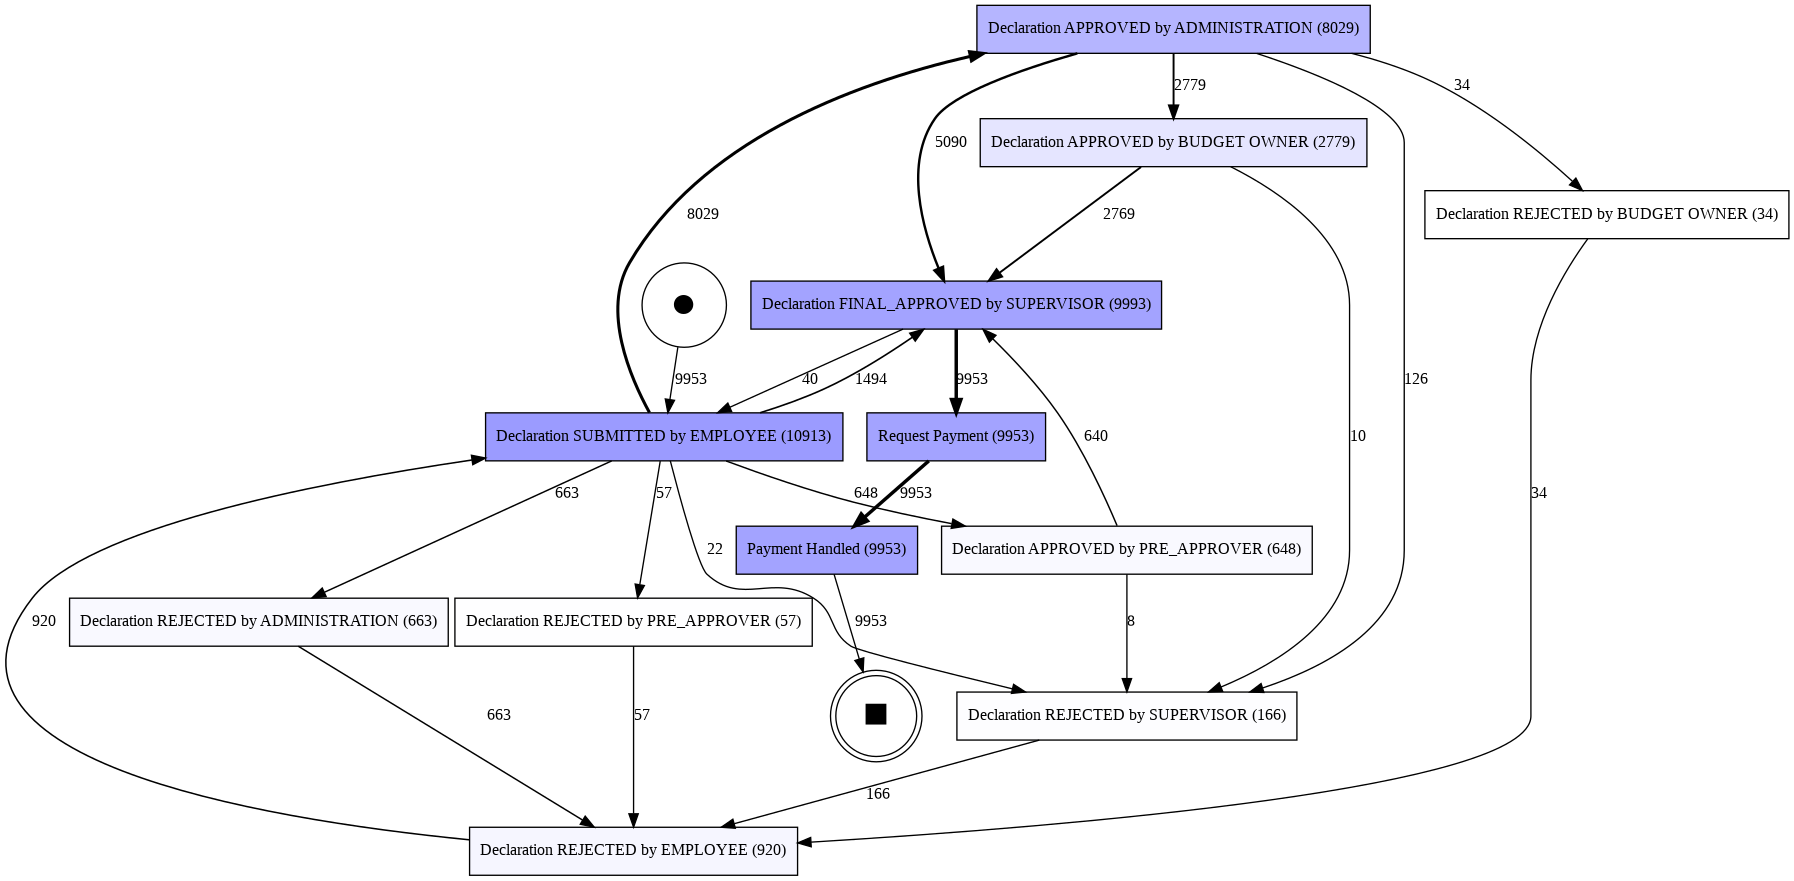 Declaration APPROVED by ADMINISTRATION (8029)
2779
34
5090
Declaration APPROVED by BUDGET OWNER (2779)
8029
2769
Declaration REJECTED by BUDGET OWNER (34)
Declaration FINAL_APPROVED by SUPERVISOR (9993)
9953
40
1494
9953
126
Declaration SUBMITTED by EMPLOYEE (10913)
Request Payment (9953)
640
10
663
57
648
9953
34
22
Payment Handled (9953)
Declaration APPROVED by PRE_APPROVER (648)
920
Declaration REJECTED by ADMINISTRATION (663)
Declaration REJECTED by PRE_APPROVER (57)
9953
8
663
57
Declaration REJECTED by SUPERVISOR (166)
166
Declaration REJECTED by EMPLOYEE (920)